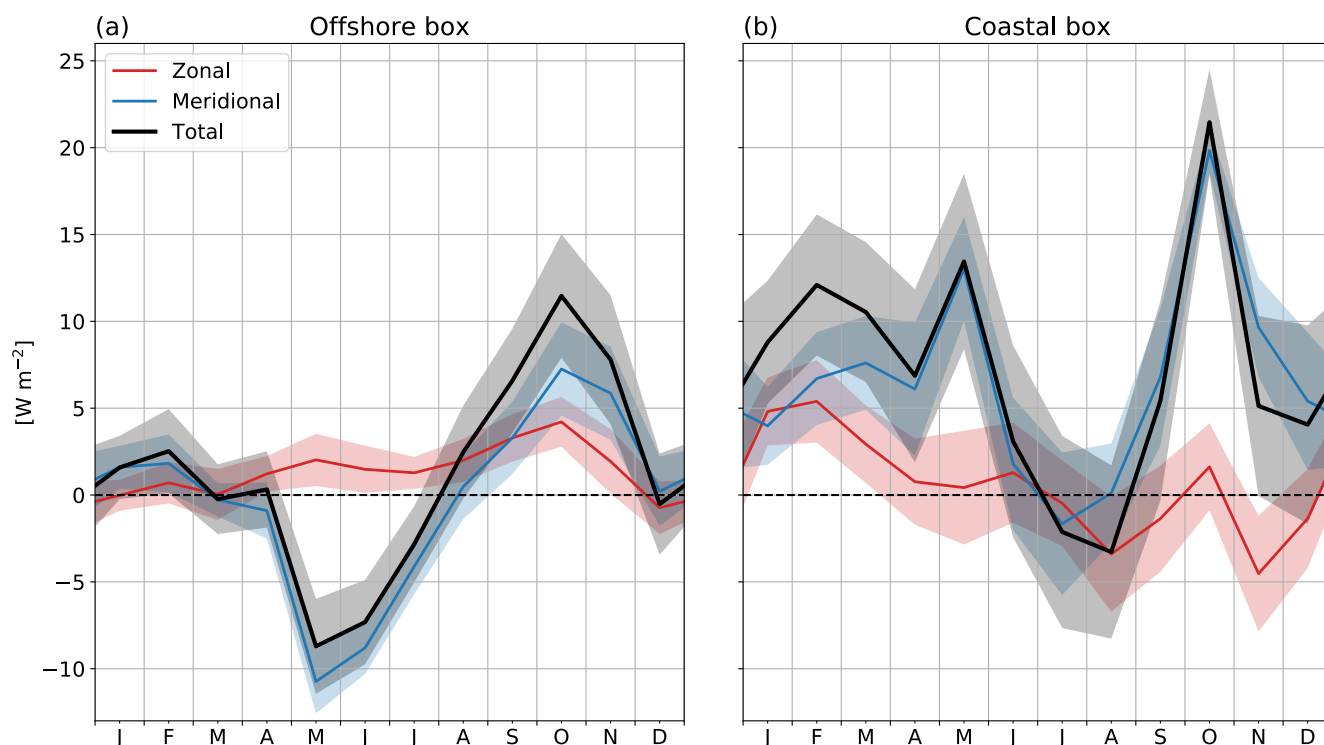 (a) Offshore box
(b) Coastal box
Zonal
Meridional
Total
[W m⁻²]
25
20
15
10
5
0
−5
−10
J F M A M J J A S O N D
J F M A M J J A S O N D